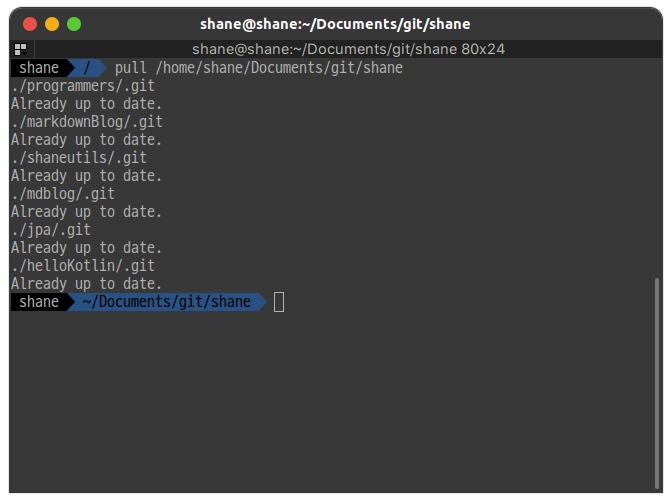 shane@shane:~/Documents/git/shane
shane@shane:~/Documents/git/shane 80x24
shane / pull /home/shane/Documents/git/shane
./programmers/.git
Already up to date.
./markdownBlog/.git
Already up to date.
./shaneutils/.git
Already up to date.
./mdblog/.git
Already up to date.
./jpa/.git
Already up to date.
./helloKotlin/.git
Already up to date.
shane ~/Documents/git/shane